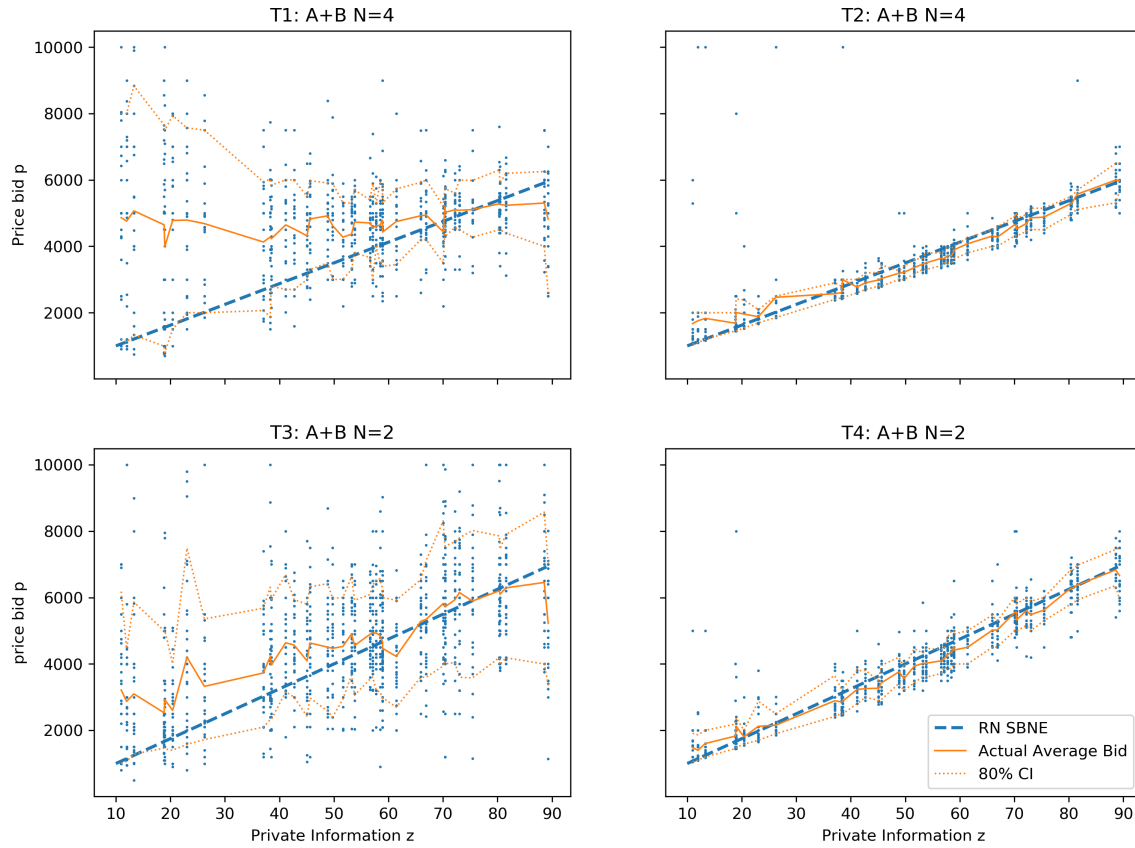 T1: A+B N=4
T2: A+B N=4
10000
8000
6000
4000
2000
Price bid p
T3: A+B N=2
T4: A+B N=2
10000
8000
6000
4000
2000
price bid p
10 20 30 40 50 60 70 80 90
10 20 30 40 50 60 70 80 90
Private Information z
Private Information z
RN SBNE
Actual Average Bid
80% CI